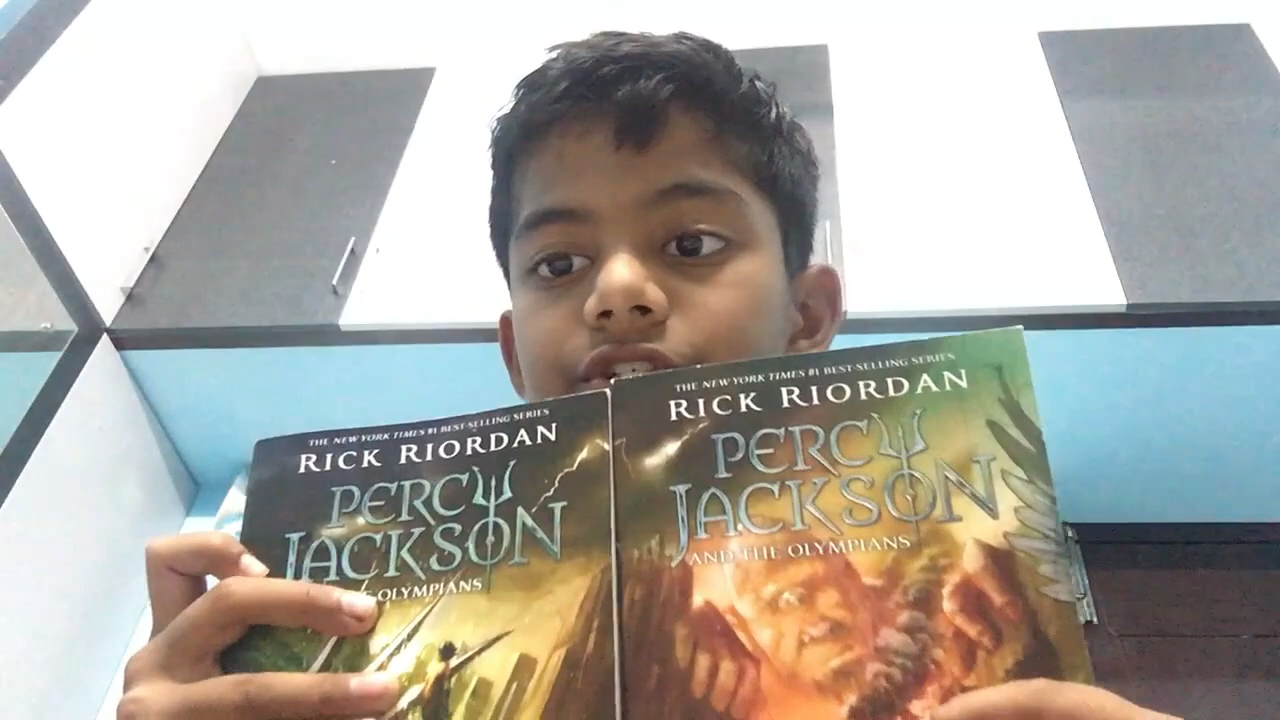 THE NEW YORK TIMES #1 BEST-SELLING SERIES
RICK RIORDAN
PERCY
JACKSON
OLYMPIANS
THE NEW YORK TIMES #1 BEST-SELLING SERIES
RICK RIORDAN
PERCY
JACKSON
AND THE OLYMPIANS